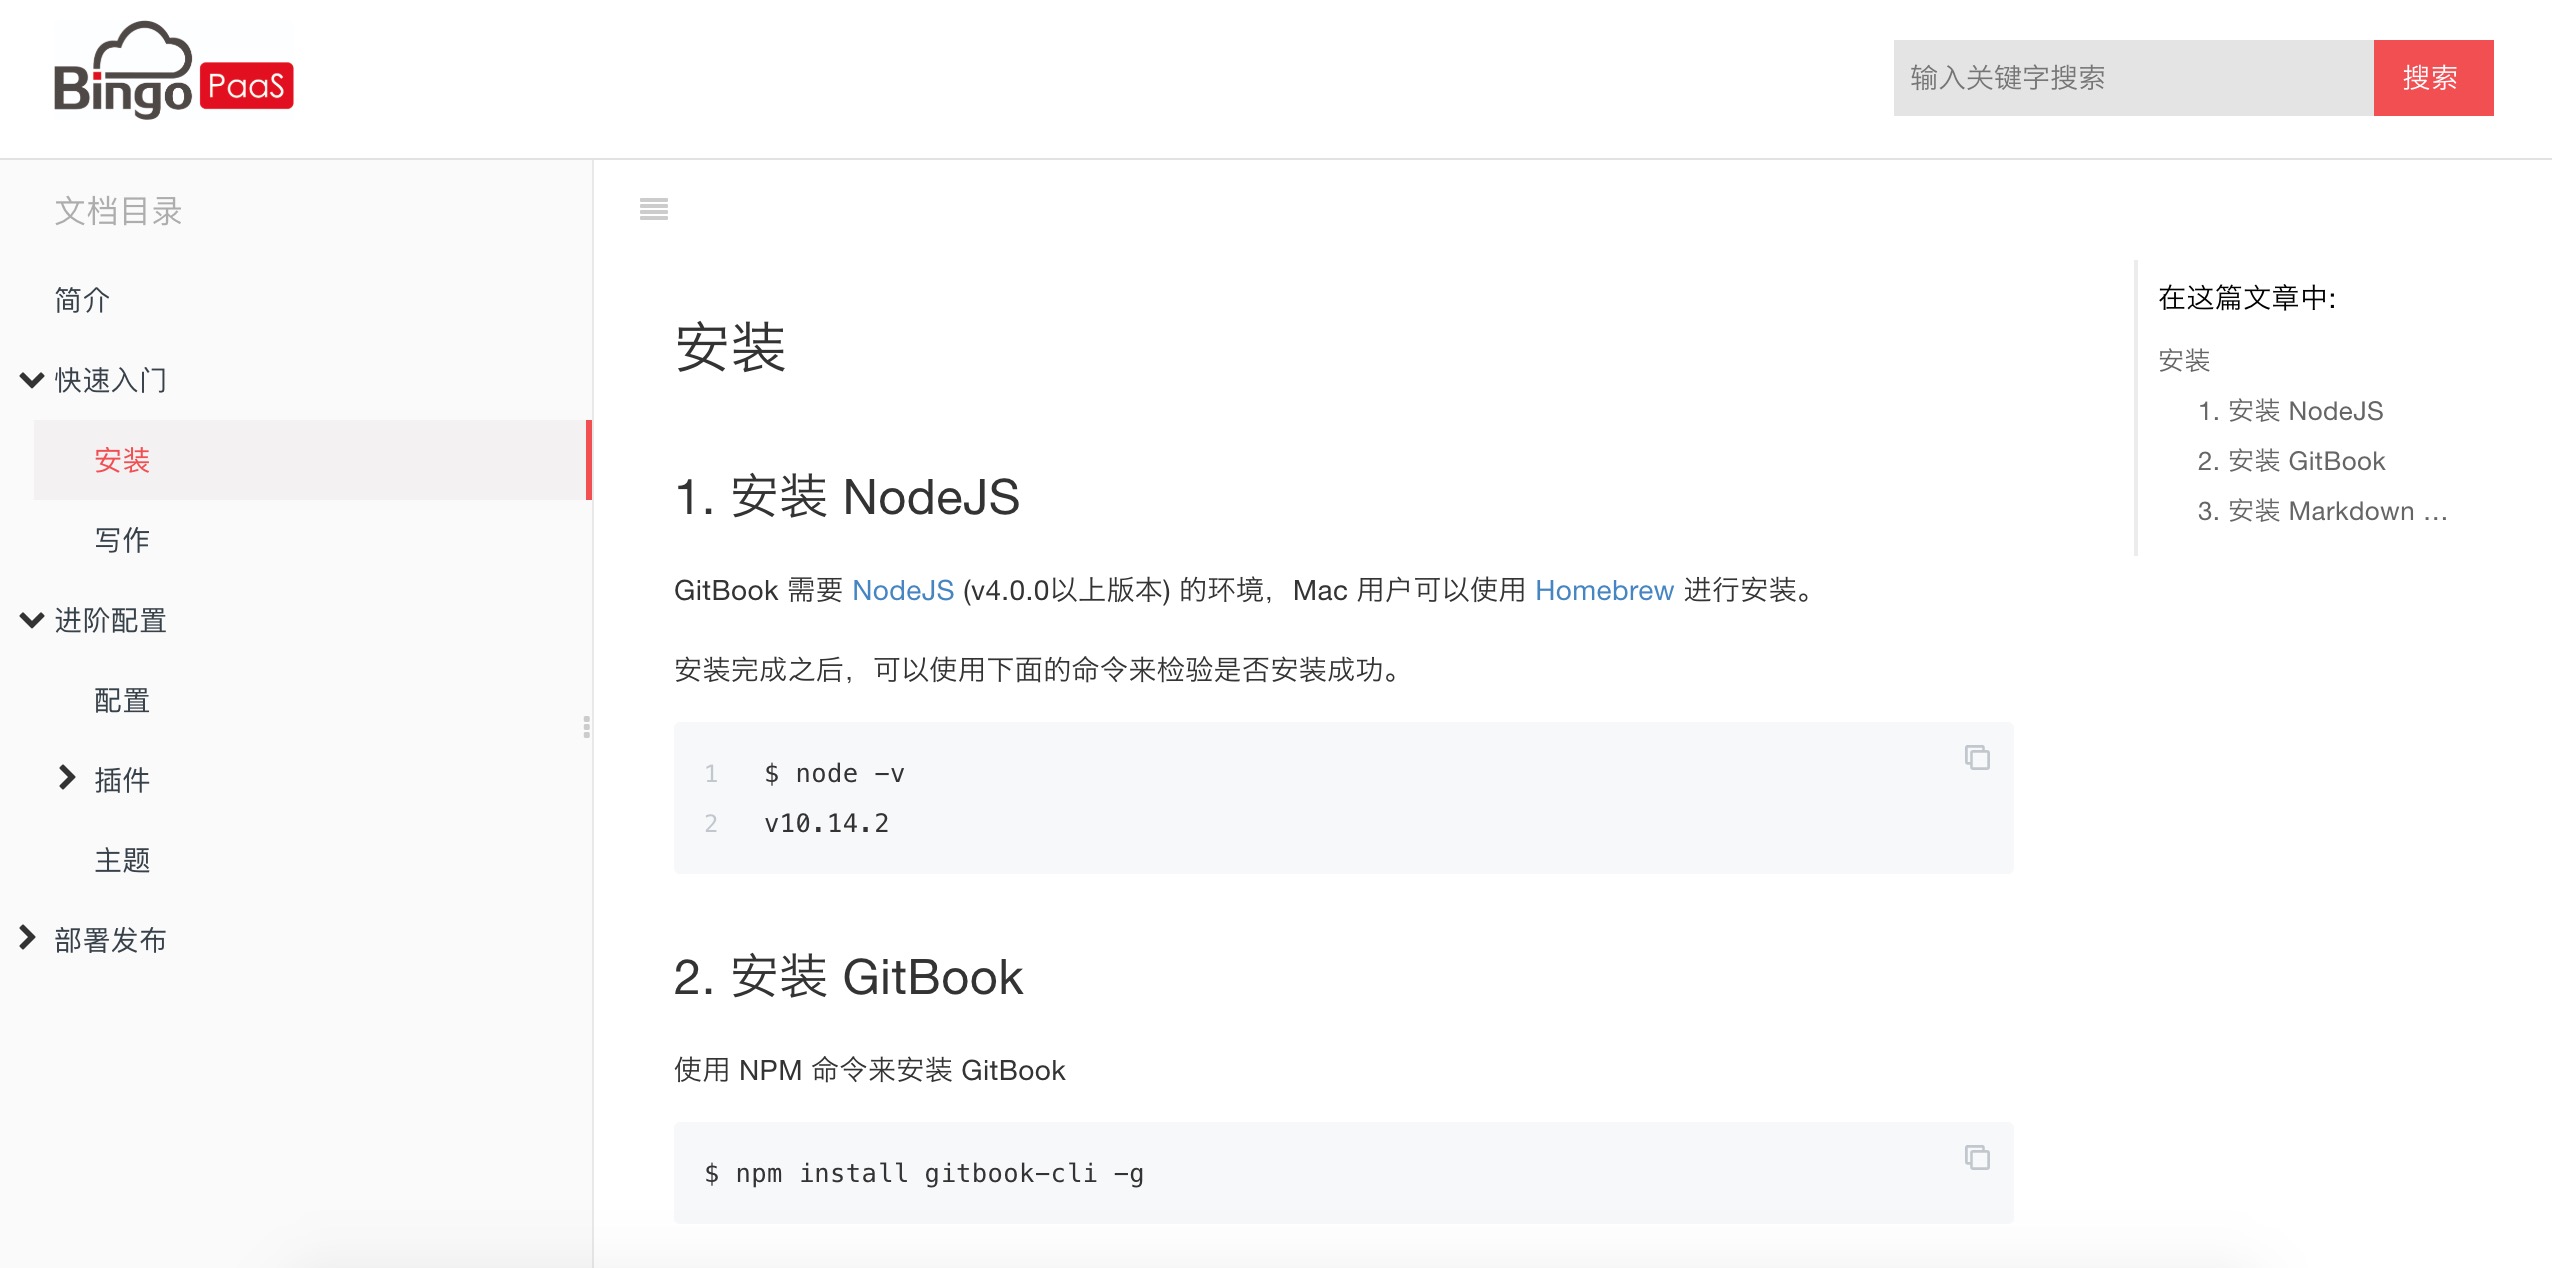 Bingo PaaS
输入关键字搜索
搜索
文档目录
简介
快速入门
安装
写作
进阶配置
配置
插件
主题
部署发布
安装
1. 安装 NodeJS
GitBook 需要 NodeJS (v4.0.0以上版本) 的环境，Mac 用户可以使用 Homebrew 进行安装。
安装完成之后，可以使用下面的命令来检验是否安装成功。
1 $ node -v
2 v10.14.2
2. 安装 GitBook
使用 NPM 命令来安装 GitBook
$ npm install gitbook-cli -g
在这篇文章中:
安装
1. 安装 NodeJS
2. 安装 GitBook
3. 安装 Markdown ...